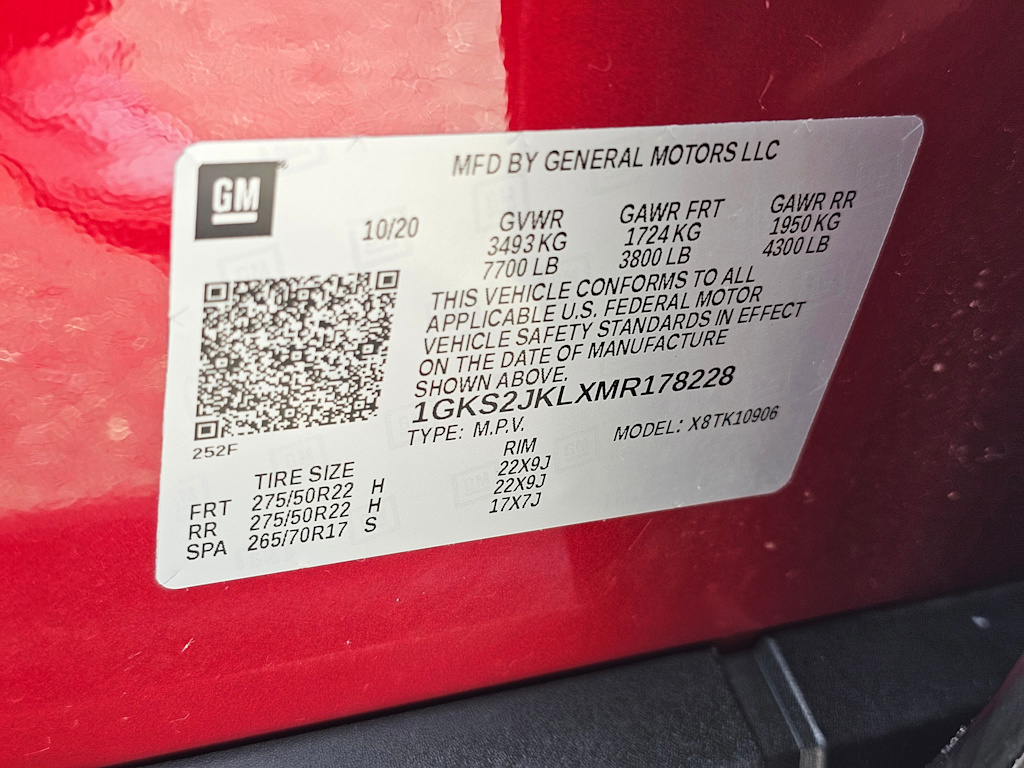 GM
MFD BY GENERAL MOTORS LLC
10/20
GVWR
3493 KG
7700 LB
GAWR FRT
1724 KG
3800 LB
GAWR RR
1950 KG
4300 LB
THIS VEHICLE CONFORMS TO ALL
APPLICABLE U.S. FEDERAL MOTOR
VEHICLE SAFETY STANDARDS IN EFFECT
ON THE DATE OF MANUFACTURE
SHOWN ABOVE.
1GKS2JKLXMR178228
TYPE: M.P.V.
MODEL: X8TK10906
252F
TIRE SIZE RIM
FRT 275/50R22 H 22X9J
RR 275/50R22 H 22X9J
SPA 265/70R17 S 17X7J